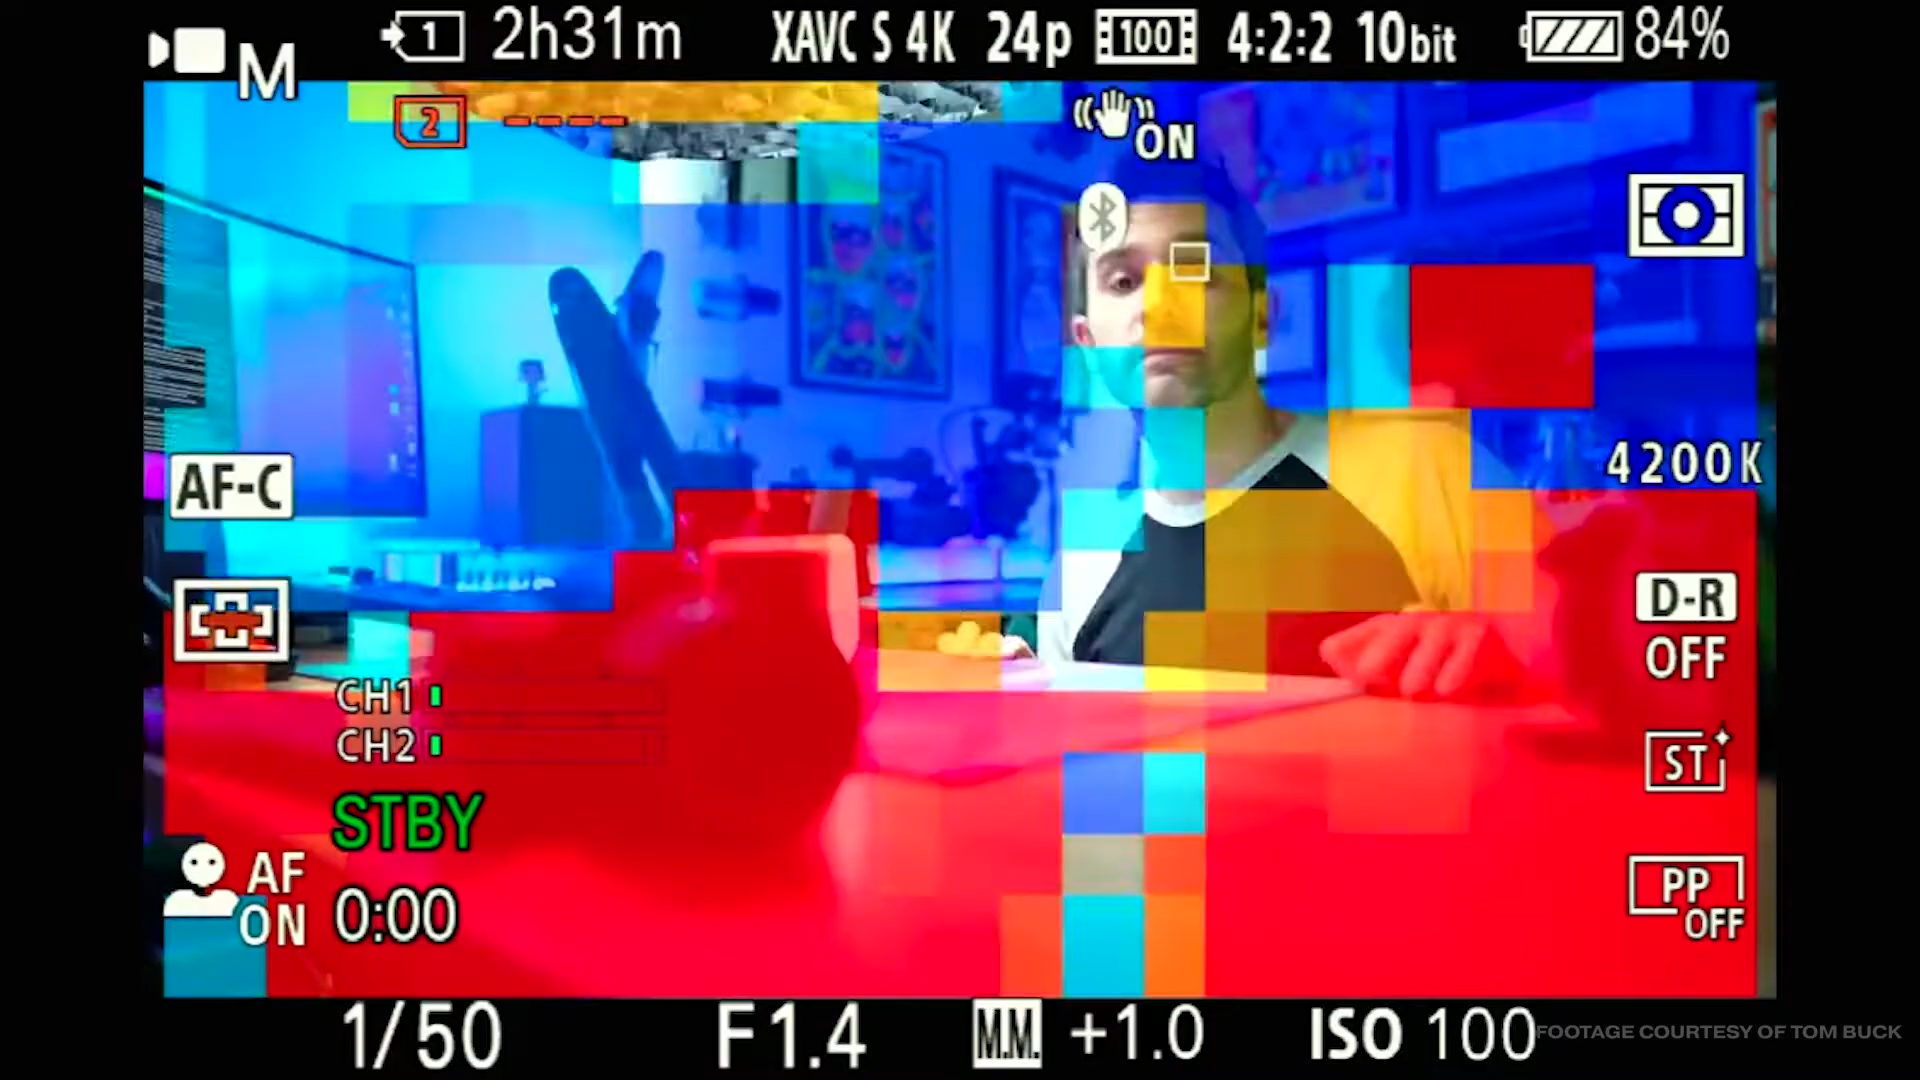 M 1 2h31m XAVC S 4K 24p 100 4:2:2 10bit 84%
2 ON
AF-C 4200K
D-R
OFF
CH1
CH2
ST
STBY
AF
ON 0:00
PP
OFF
1/50 F1.4 M.M. +1.0 ISO 100
FOOTAGE COURTESY OF TOM BUCK